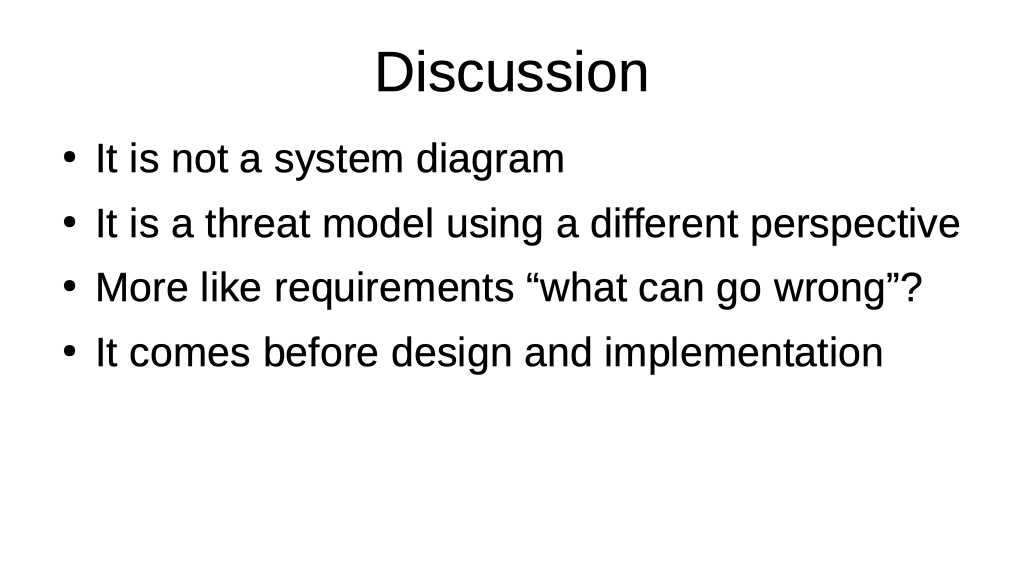 Discussion
• It is not a system diagram
• It is a threat model using a different perspective
• More like requirements “what can go wrong”?
• It comes before design and implementation